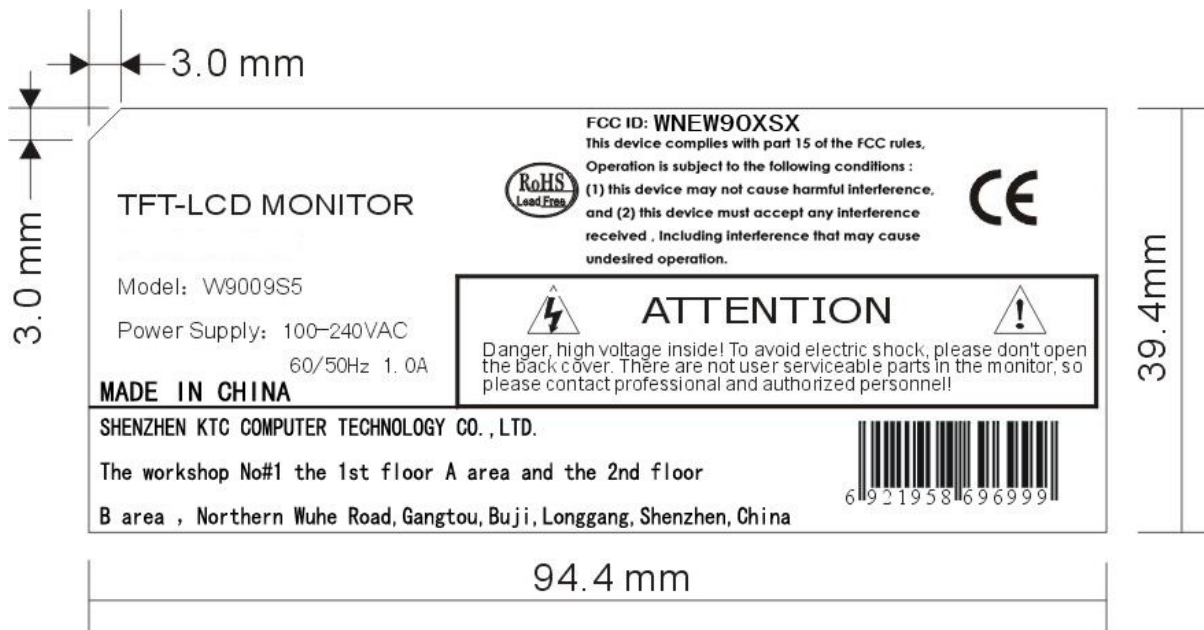 3.0 mm
3.0 mm
FCC ID: WNEW90XSX
This device complies with part 15 of the FCC rules,
Operation is subject to the following conditions :
(1) this device may not cause harmful interference,
and (2) this device must accept any interference
received , Including interference that may cause
undesired operation.
RoHS
Lead Free
CE
TFT-LCD MONITOR
Model: W9009S5
Power Supply: 100-240VAC
60/50Hz 1.0A
MADE IN CHINA
ATTENTION
Danger, high voltage inside! To avoid electric shock, please don't open
the back cover. There are not user serviceable parts in the monitor, so
please contact professional and authorized personnel!
SHENZHEN KTC COMPUTER TECHNOLOGY CO.,LTD.
The workshop No#1 the 1st floor A area and the 2nd floor
B area , Northern Wuhe Road,Gangtou,Buji,Longgang,Shenzhen,China
6 921958 696999
39.4mm
94.4 mm